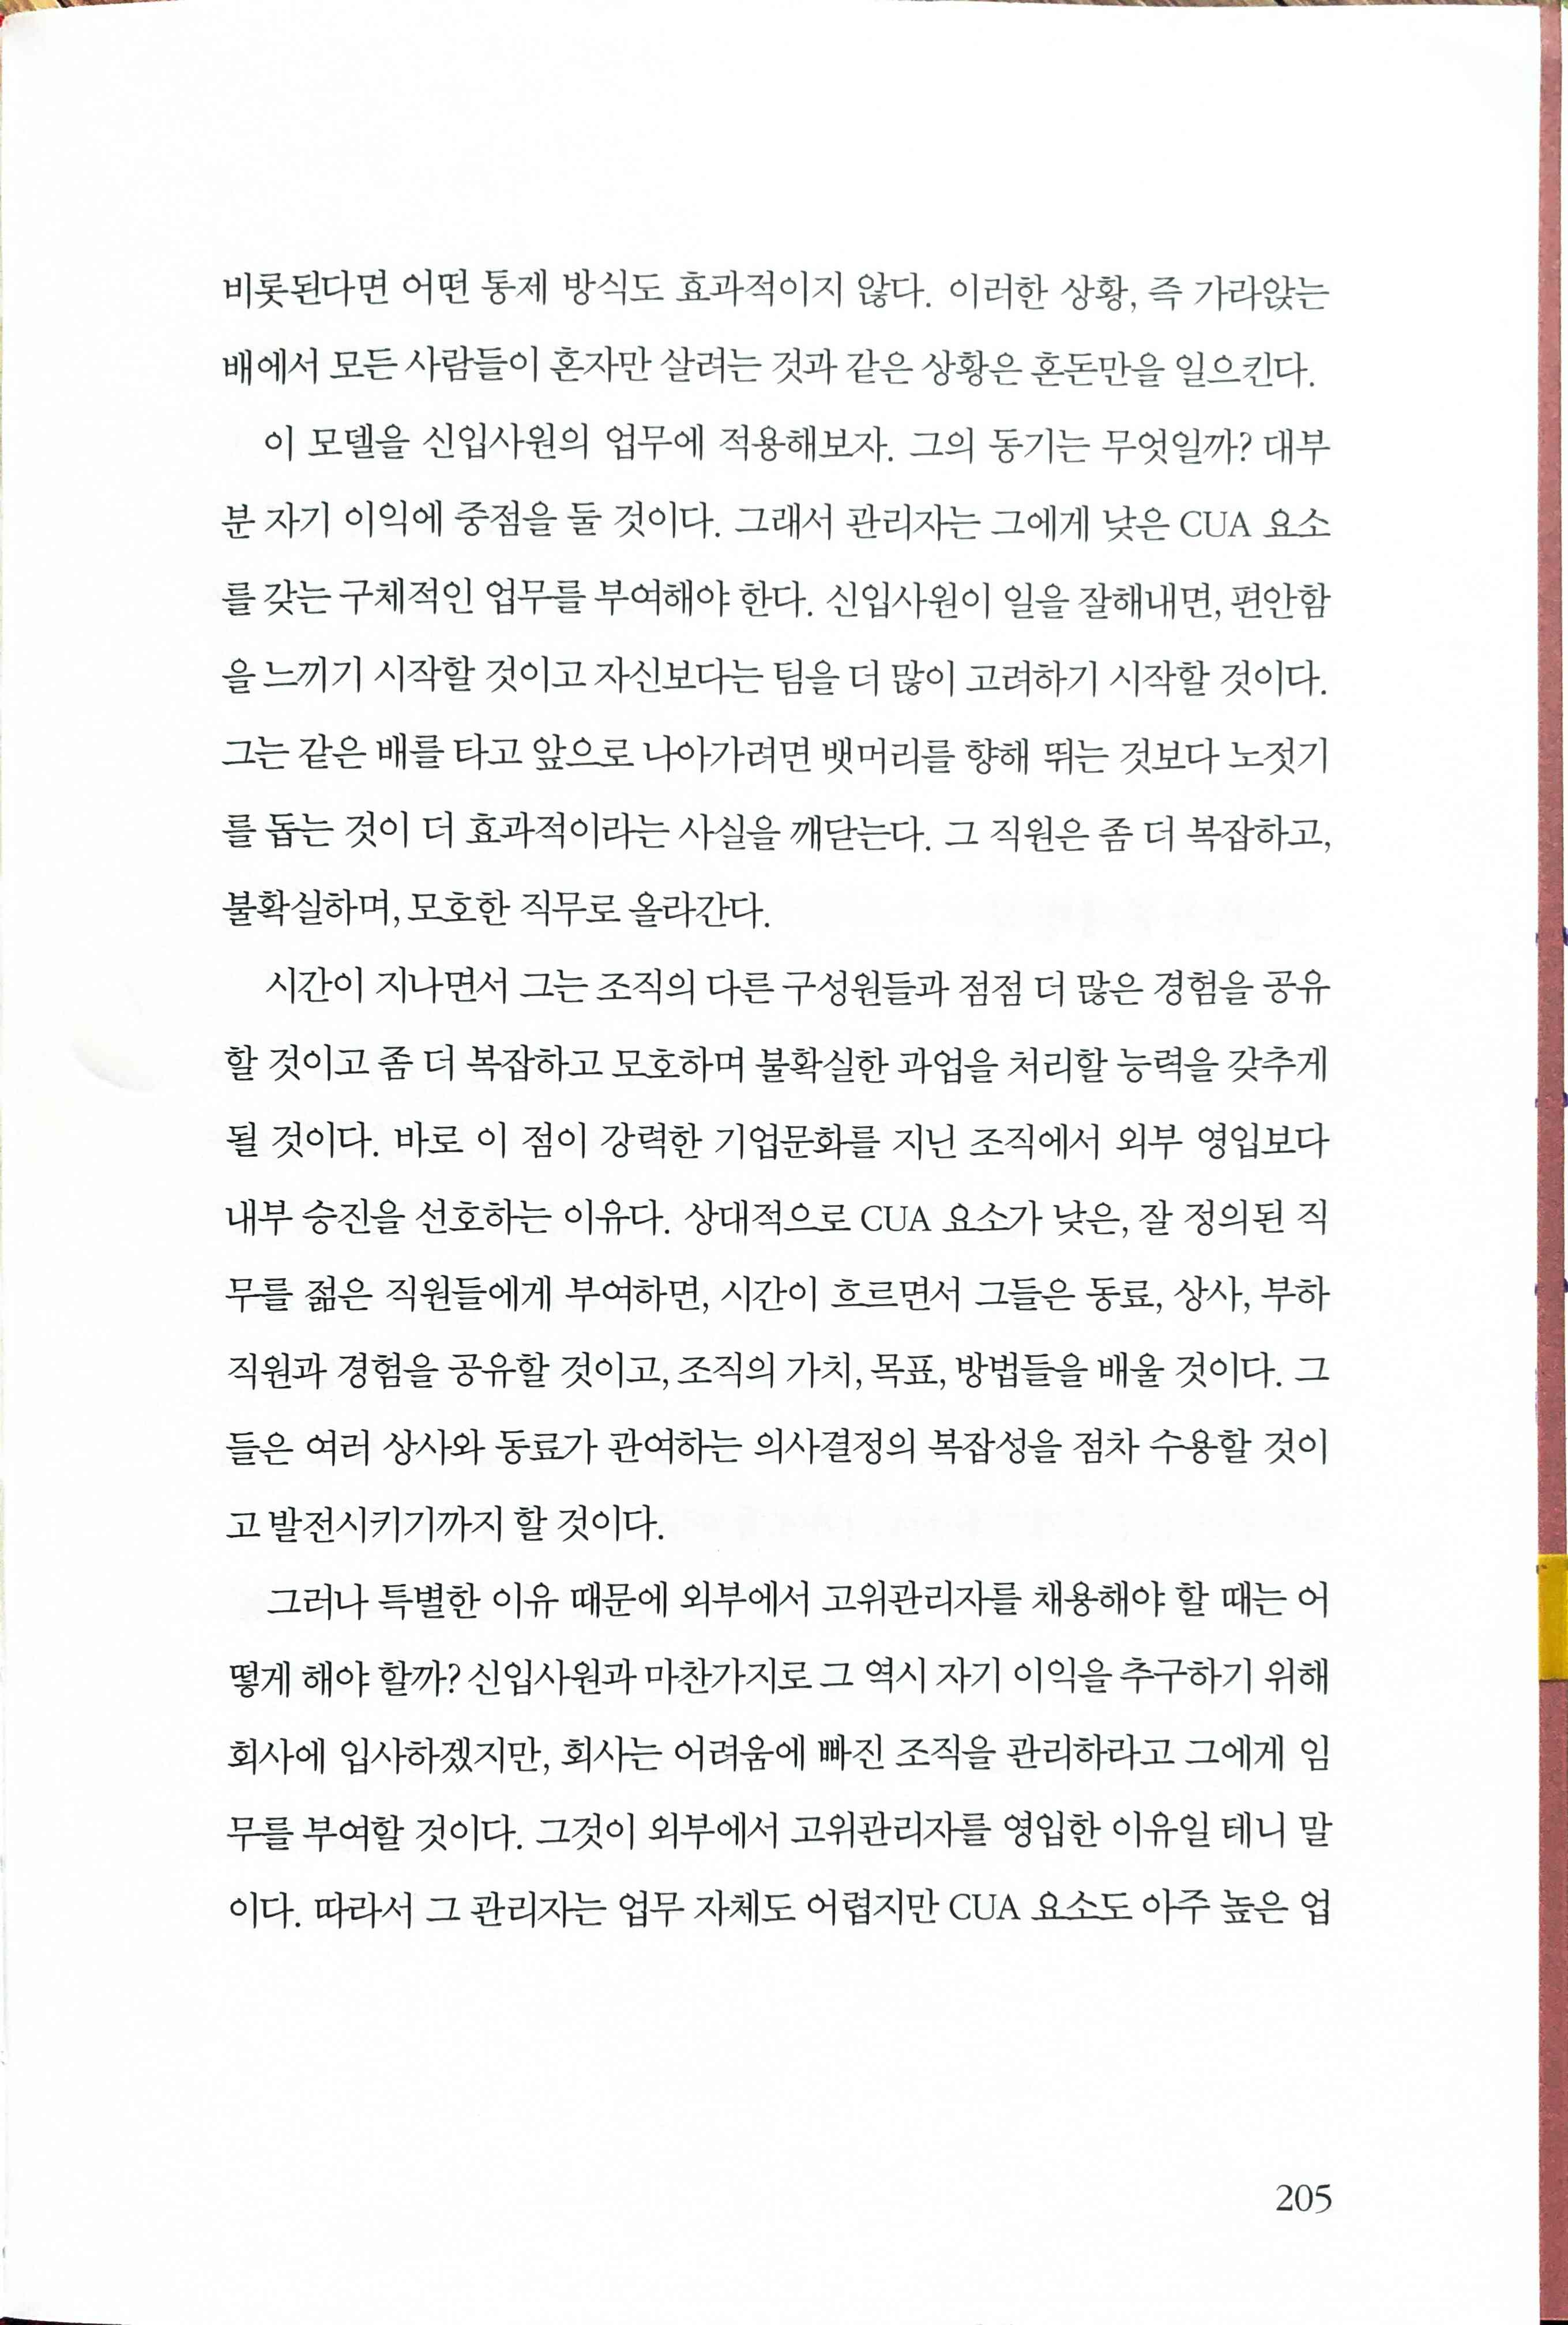 비롯된다면 어떤 통제 방식도 효과적이지 않다. 이러한 상황, 즉 가라앉는
배에서 모든 사람들이 혼자만 살려는 것과 같은 상황은 혼돈만을 일으킨다.
이 모델을 신입사원의 업무에 적용해보자. 그의 동기는 무엇일까? 대부
분 자기 이익에 중점을 둘 것이다. 그래서 관리자는 그에게 낮은 CUA 요소
를 갖는 구체적인 업무를 부여해야 한다. 신입사원이 일을 잘해내면, 편안함
을 느끼기 시작할 것이고 자신보다는 팀을 더 많이 고려하기 시작할 것이다.
그는 같은 배를 타고 앞으로 나아가려면 뱃머리를 향해 뛰는 것보다 노젓기
를 돕는 것이 더 효과적이라는 사실을 깨닫는다. 그 직원은 좀 더 복잡하고,
불확실하며, 모호한 직무로 올라간다.
시간이 지나면서 그는 조직의 다른 구성원들과 점점 더 많은 경험을 공유
할 것이고 좀 더 복잡하고 모호하며 불확실한 과업을 처리할 능력을 갖추게
될 것이다. 바로 이 점이 강력한 기업문화를 지닌 조직에서 외부 영입보다
내부 승진을 선호하는 이유다. 상대적으로 CUA 요소가 낮은, 잘 정의된 직
무를 젊은 직원들에게 부여하면, 시간이 흐르면서 그들은 동료, 상사, 부하
직원과 경험을 공유할 것이고, 조직의 가치, 목표, 방법들을 배울 것이다. 그
들은 여러 상사와 동료가 관여하는 의사결정의 복잡성을 점차 수용할 것이
고 발전시키기까지 할 것이다.
그러나 특별한 이유 때문에 외부에서 고위관리자를 채용해야 할 때는 어
떻게 해야 할까? 신입사원과 마찬가지로 그 역시 자기 이익을 추구하기 위해
회사에 입사하겠지만, 회사는 어려움에 빠진 조직을 관리하라고 그에게 임
무를 부여할 것이다. 그것이 외부에서 고위관리자를 영입한 이유일 테니 말
이다. 따라서 그 관리자는 업무 자체도 어렵지만 CUA 요소도 아주 높은 업
205